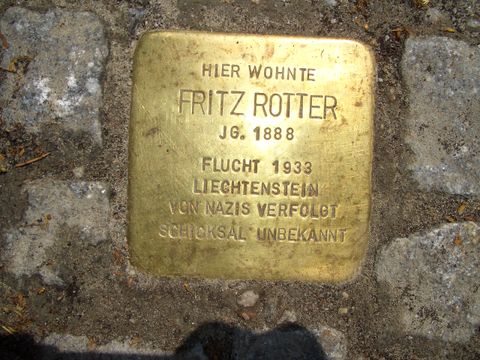 HIER WOHNTE
FRITZ ROTTER
JG. 1888
FLUCHT 1933
LIECHTENSTEIN
VON NAZIS VERFOLGT
SCHICKSAL UNBEKANNT